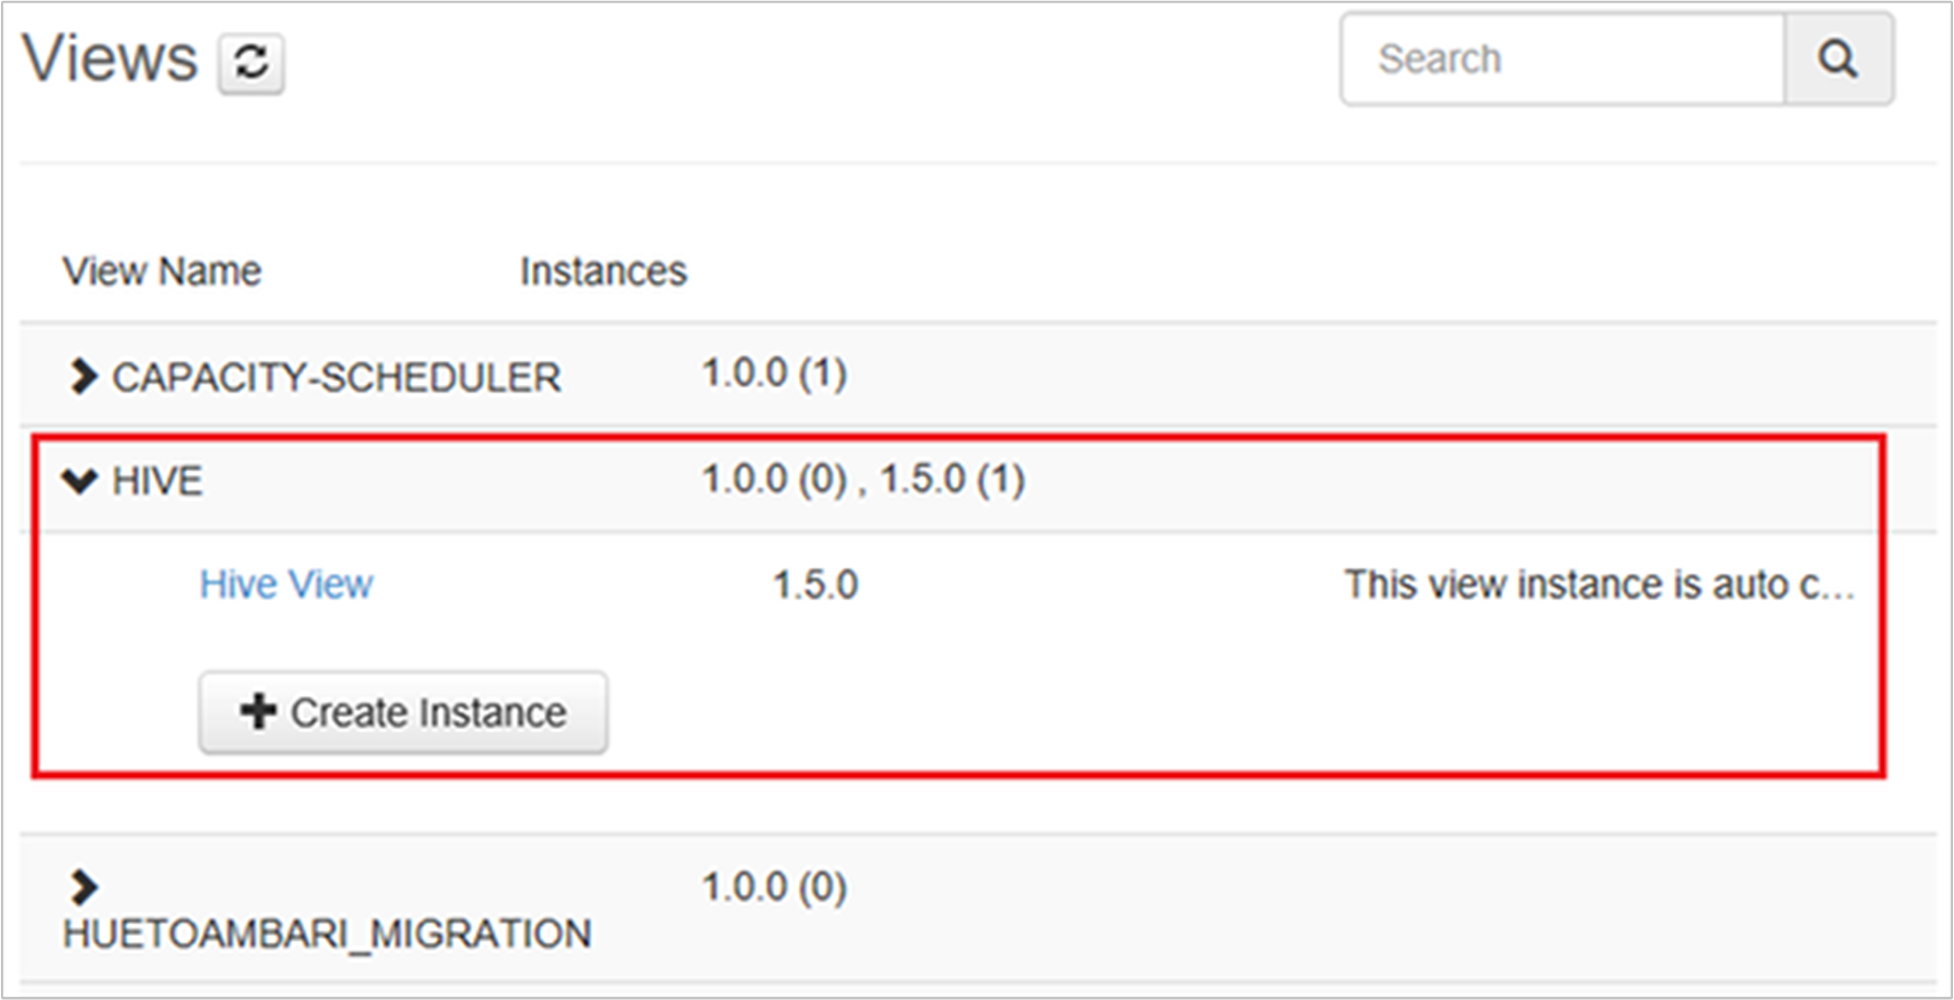 Views
Search
View Name Instances
CAPACITY-SCHEDULER 1.0.0 (1)
HIVE 1.0.0 (0) , 1.5.0 (1)
Hive View 1.5.0 This view instance is auto c...
Create Instance
1.0.0 (0)
HUETOAMBARI_MIGRATION